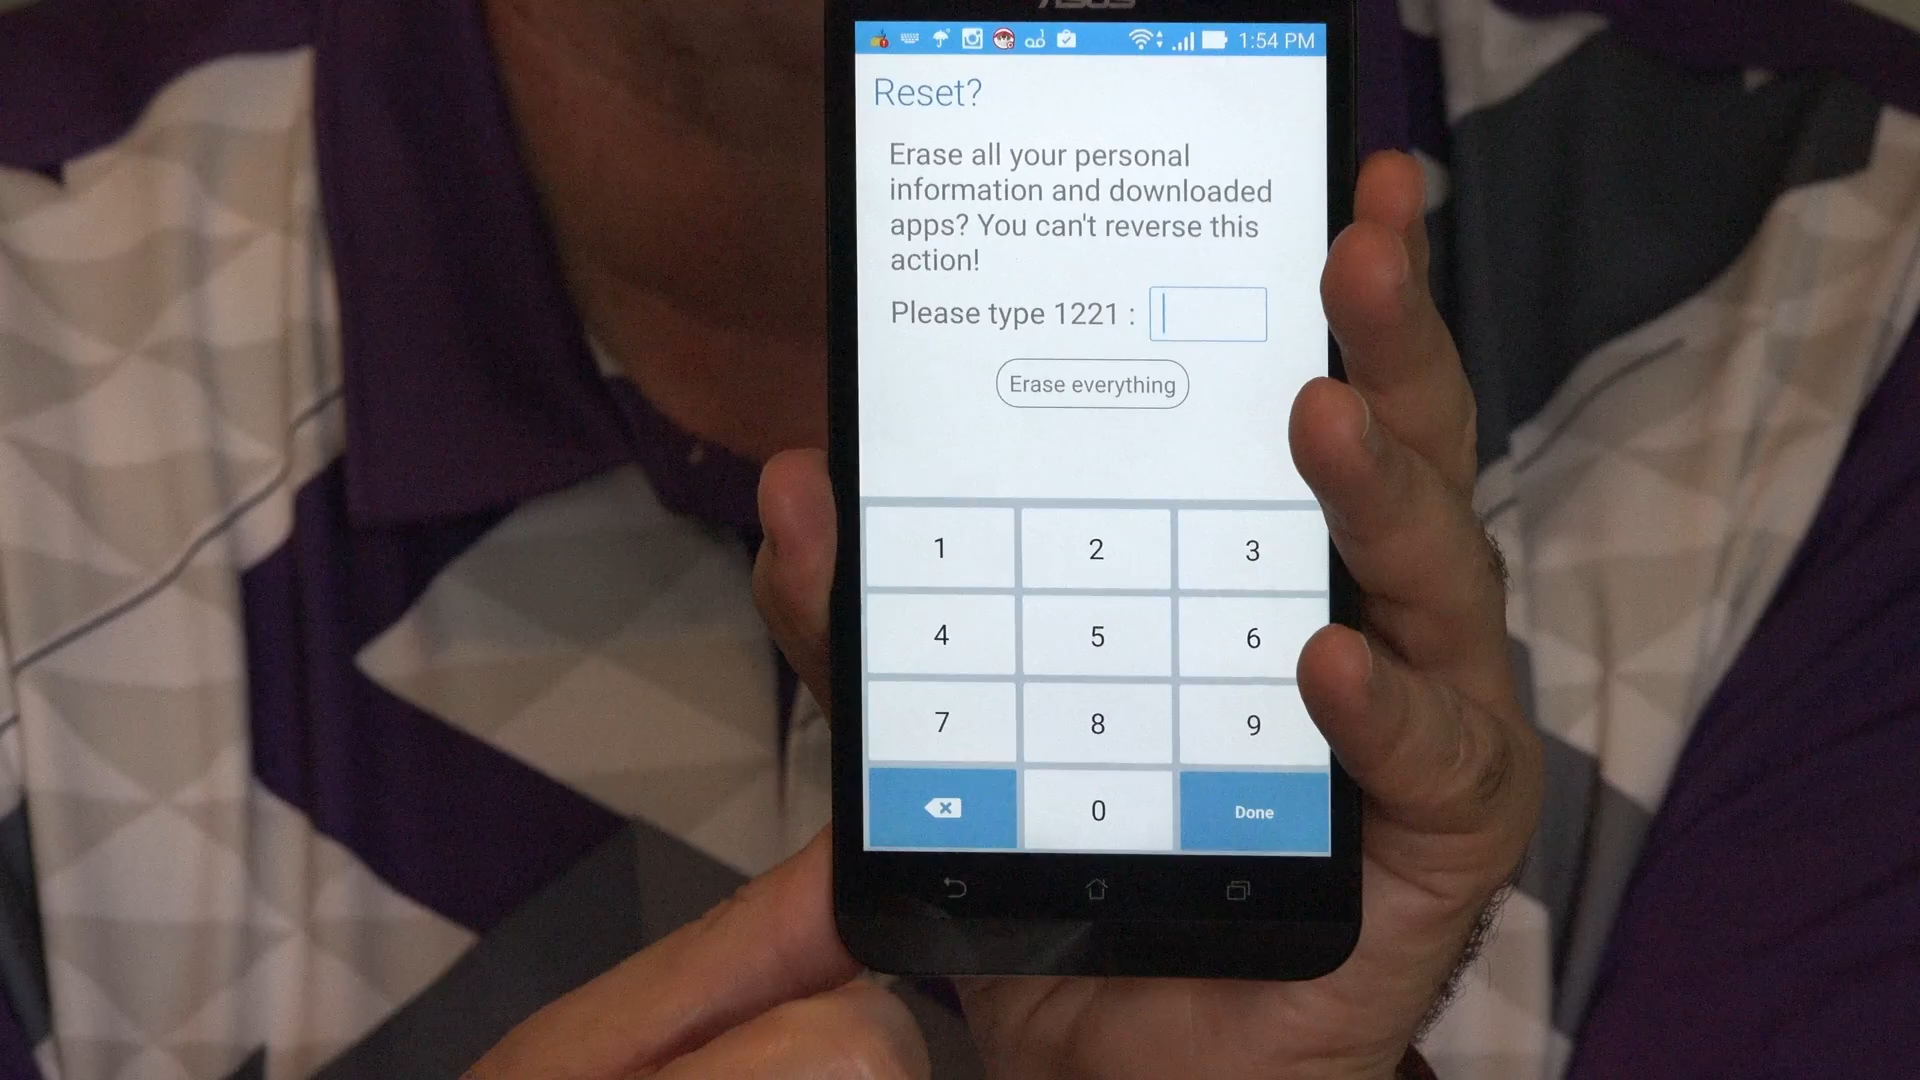 ASUS
1:54 PM
Reset?
Erase all your personal
information and downloaded
apps? You can't reverse this
action!
Please type 1221 :
Erase everything
1 2 3
4 5 6
7 8 9
0 Done